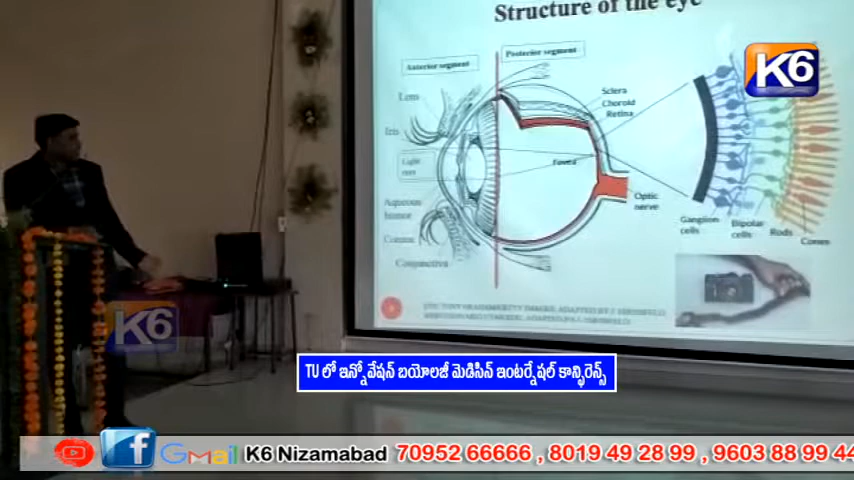 Structure of the eye
Anterior segment
Posterior segment
K6
Lens
Iris
Light rays
Aqueous humor
Cornea
Conjunctiva
Sclera
Choroid
Retina
Fovea
Optic nerve
Ganglion cells
Bipolar cells
Rods
Cones
K6
TU లో ఇన్నోవేషన్ బయోలజీ మెడిసిన్ ఇంటర్నేషల్ కాన్ఫిరెన్స్
Gmail K6 Nizamabad 70952 66666 , 8019 49 28 99 , 9603 88 99 44